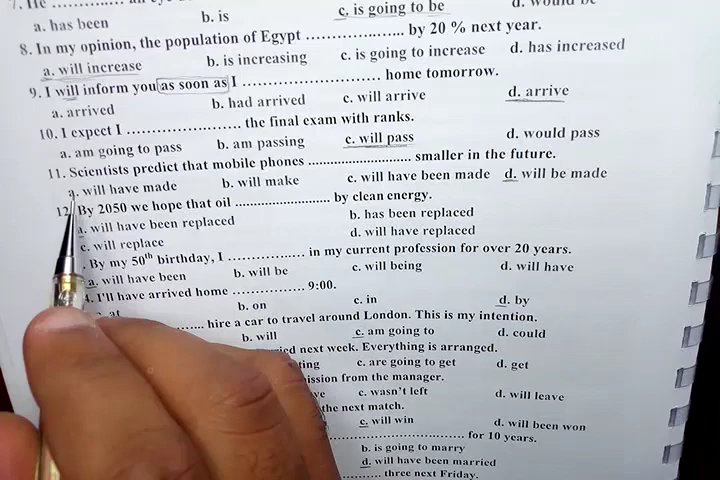 7. He ................ 
a. has been b. is c. is going to be d. would be
8. In my opinion, the population of Egypt .................... by 20 % next year.
a. will increase b. is increasing c. is going to increase d. has increased
9. I will inform you as soon as I ............................ home tomorrow.
a. arrived b. had arrived c. will arrive d. arrive
10. I expect I ........................ the final exam with ranks.
a. am going to pass b. am passing c. will pass d. would pass
11. Scientists predict that mobile phones ........................ smaller in the future.
a. will have made b. will make c. will have been made d. will be made
12. By 2050 we hope that oil ........................ by clean energy.
a. will have been replaced b. has been replaced
c. will replace d. will have replaced
. By my 50th birthday, I .................. in my current profession for over 20 years.
a. will have been b. will be c. will being d. will have
4. I'll have arrived home ................ 9:00.
a. at b. on c. in d. by
........ hire a car to travel around London. This is my intention.
b. will c. am going to d. could
next week. Everything is arranged.
ting c. are going to get d. get
ission from the manager.
ve c. wasn't left d. will leave
the next match.
c. will win d. will been won
............................ for 10 years.
b. is going to marry
d. will have been married
.......... three next Friday.